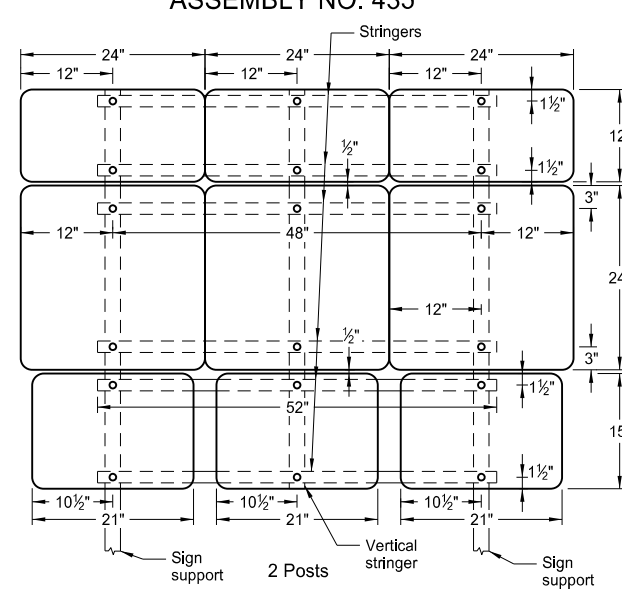 ASSEMBLY NO. 435
Stringers
24" 24" 24"
12" 12" 12"
1½"
12"
½"
1½"
3"
12" 48" 12"
24"
12"
½"
3"
1½"
52"
15"
1½"
10½" 10½" 10½"
21" 21" 21"
Sign
support
2 Posts
Vertical
stringer
Sign
support